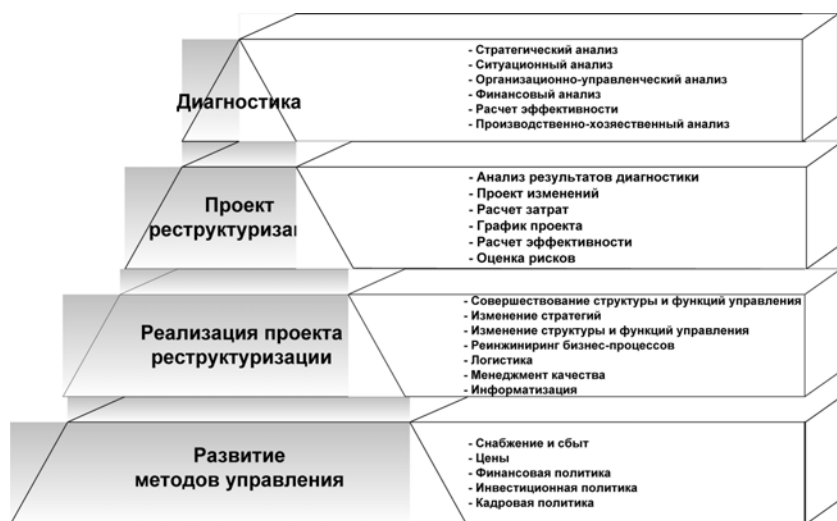 Диагностика
- Стратегический анализ
- Ситуационный анализ
- Организационно-управленческий анализ
- Финансовый анализ
- Расчет эффективности
- Производственно-хозяественный анализ
Проект
реструктуриза
- Анализ результатов диагностики
- Проект изменений
- Расчет затрат
- График проекта
- Расчет эффективности
- Оценка рисков
Реализация проекта
реструктуризации
- Совершествование структуры и функций управления
- Изменение стратегий
- Изменение структуры и функций управления
- Реинжиниринг бизнес-процессов
- Логистика
- Менеджмент качества
- Информатизация
Развитие
методов управления
- Снабжение и сбыт
- Цены
- Финансовая политика
- Инвестиционная политика
- Кадровая политика